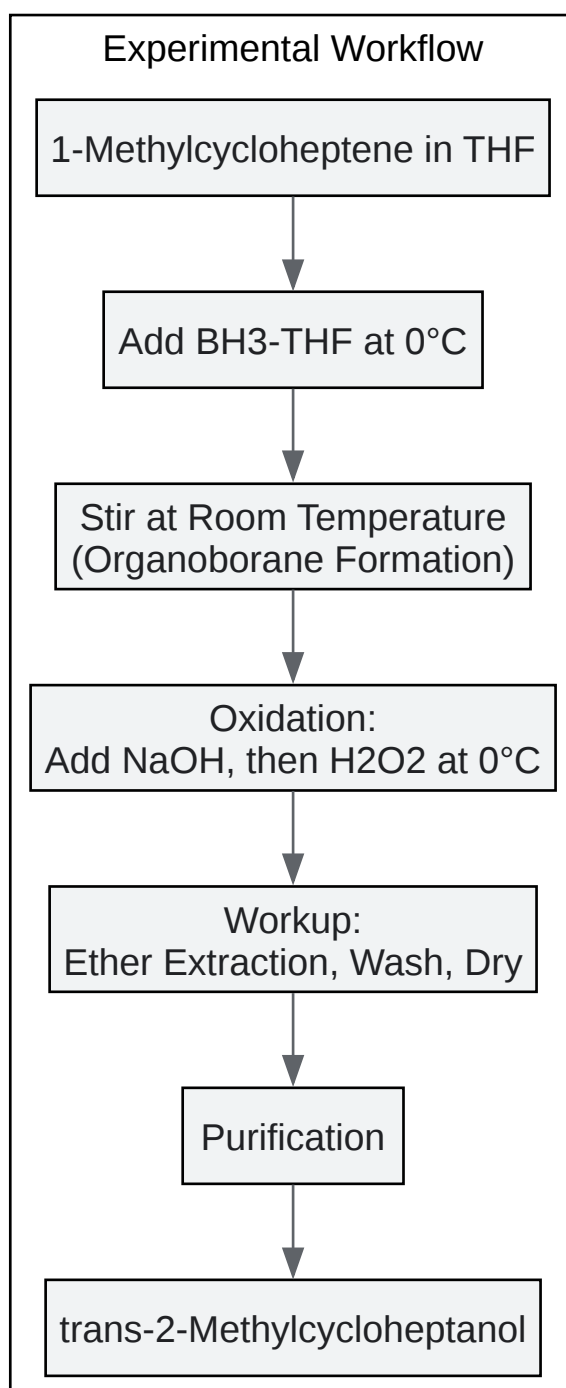 Experimental Workflow
1-Methylcycloheptene in THF
Add BH3-THF at 0°C
Stir at Room Temperature
(Organoborane Formation)
Oxidation:
Add NaOH, then H2O2 at 0°C
Workup:
Ether Extraction, Wash, Dry
Purification
trans-2-Methylcycloheptanol